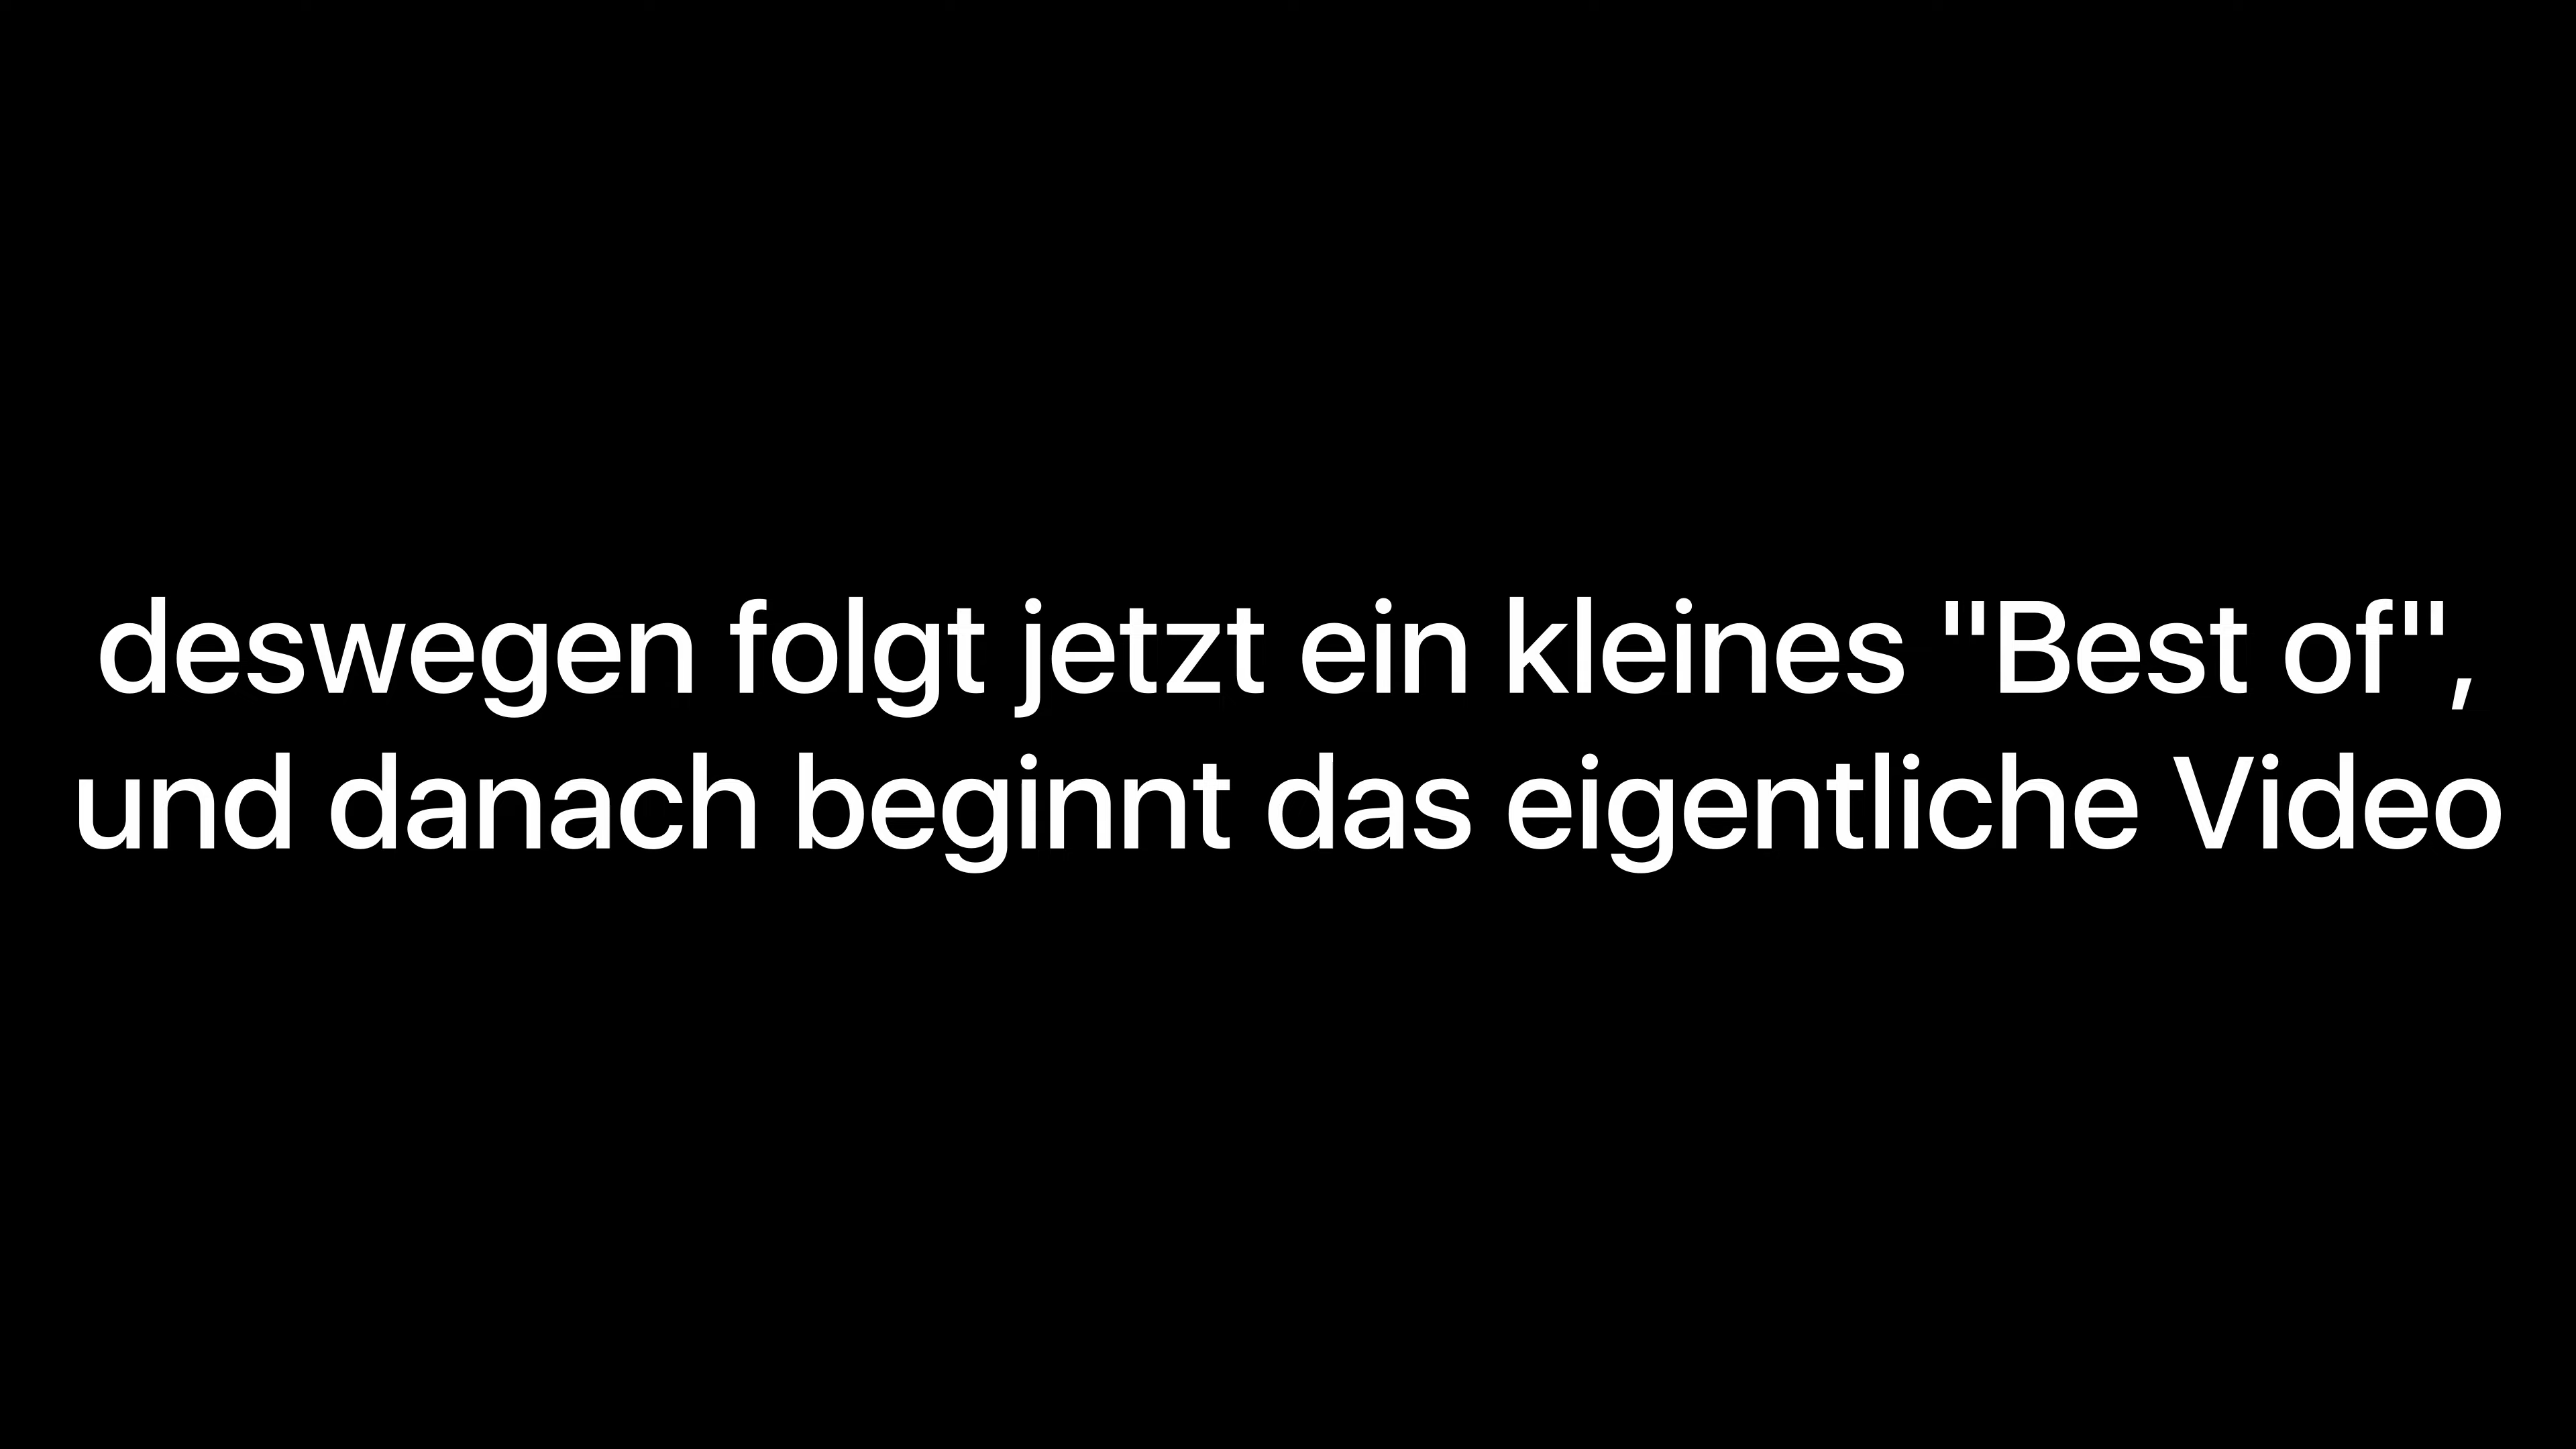 deswegen folgt jetzt ein kleines "Best of",
und danach beginnt das eigentliche Video